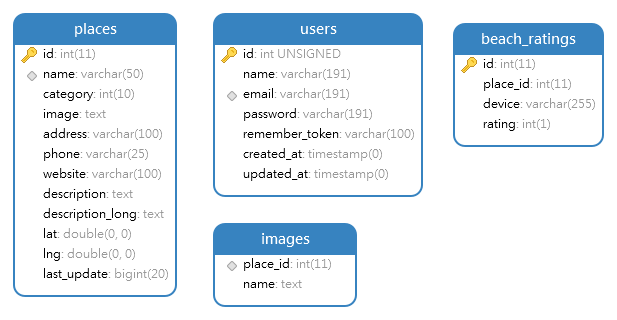 places
id: int(11)
name: varchar(50)
category: int(10)
image: text
address: varchar(100)
phone: varchar(25)
website: varchar(100)
description: text
description_long: text
lat: double(0, 0)
lng: double(0, 0)
last_update: bigint(20)
users
id: int UNSIGNED
name: varchar(191)
email: varchar(191)
password: varchar(191)
remember_token: varchar(100)
created_at: timestamp(0)
updated_at: timestamp(0)
beach_ratings
id: int(11)
place_id: int(11)
device: varchar(255)
rating: int(1)
images
place_id: int(11)
name: text